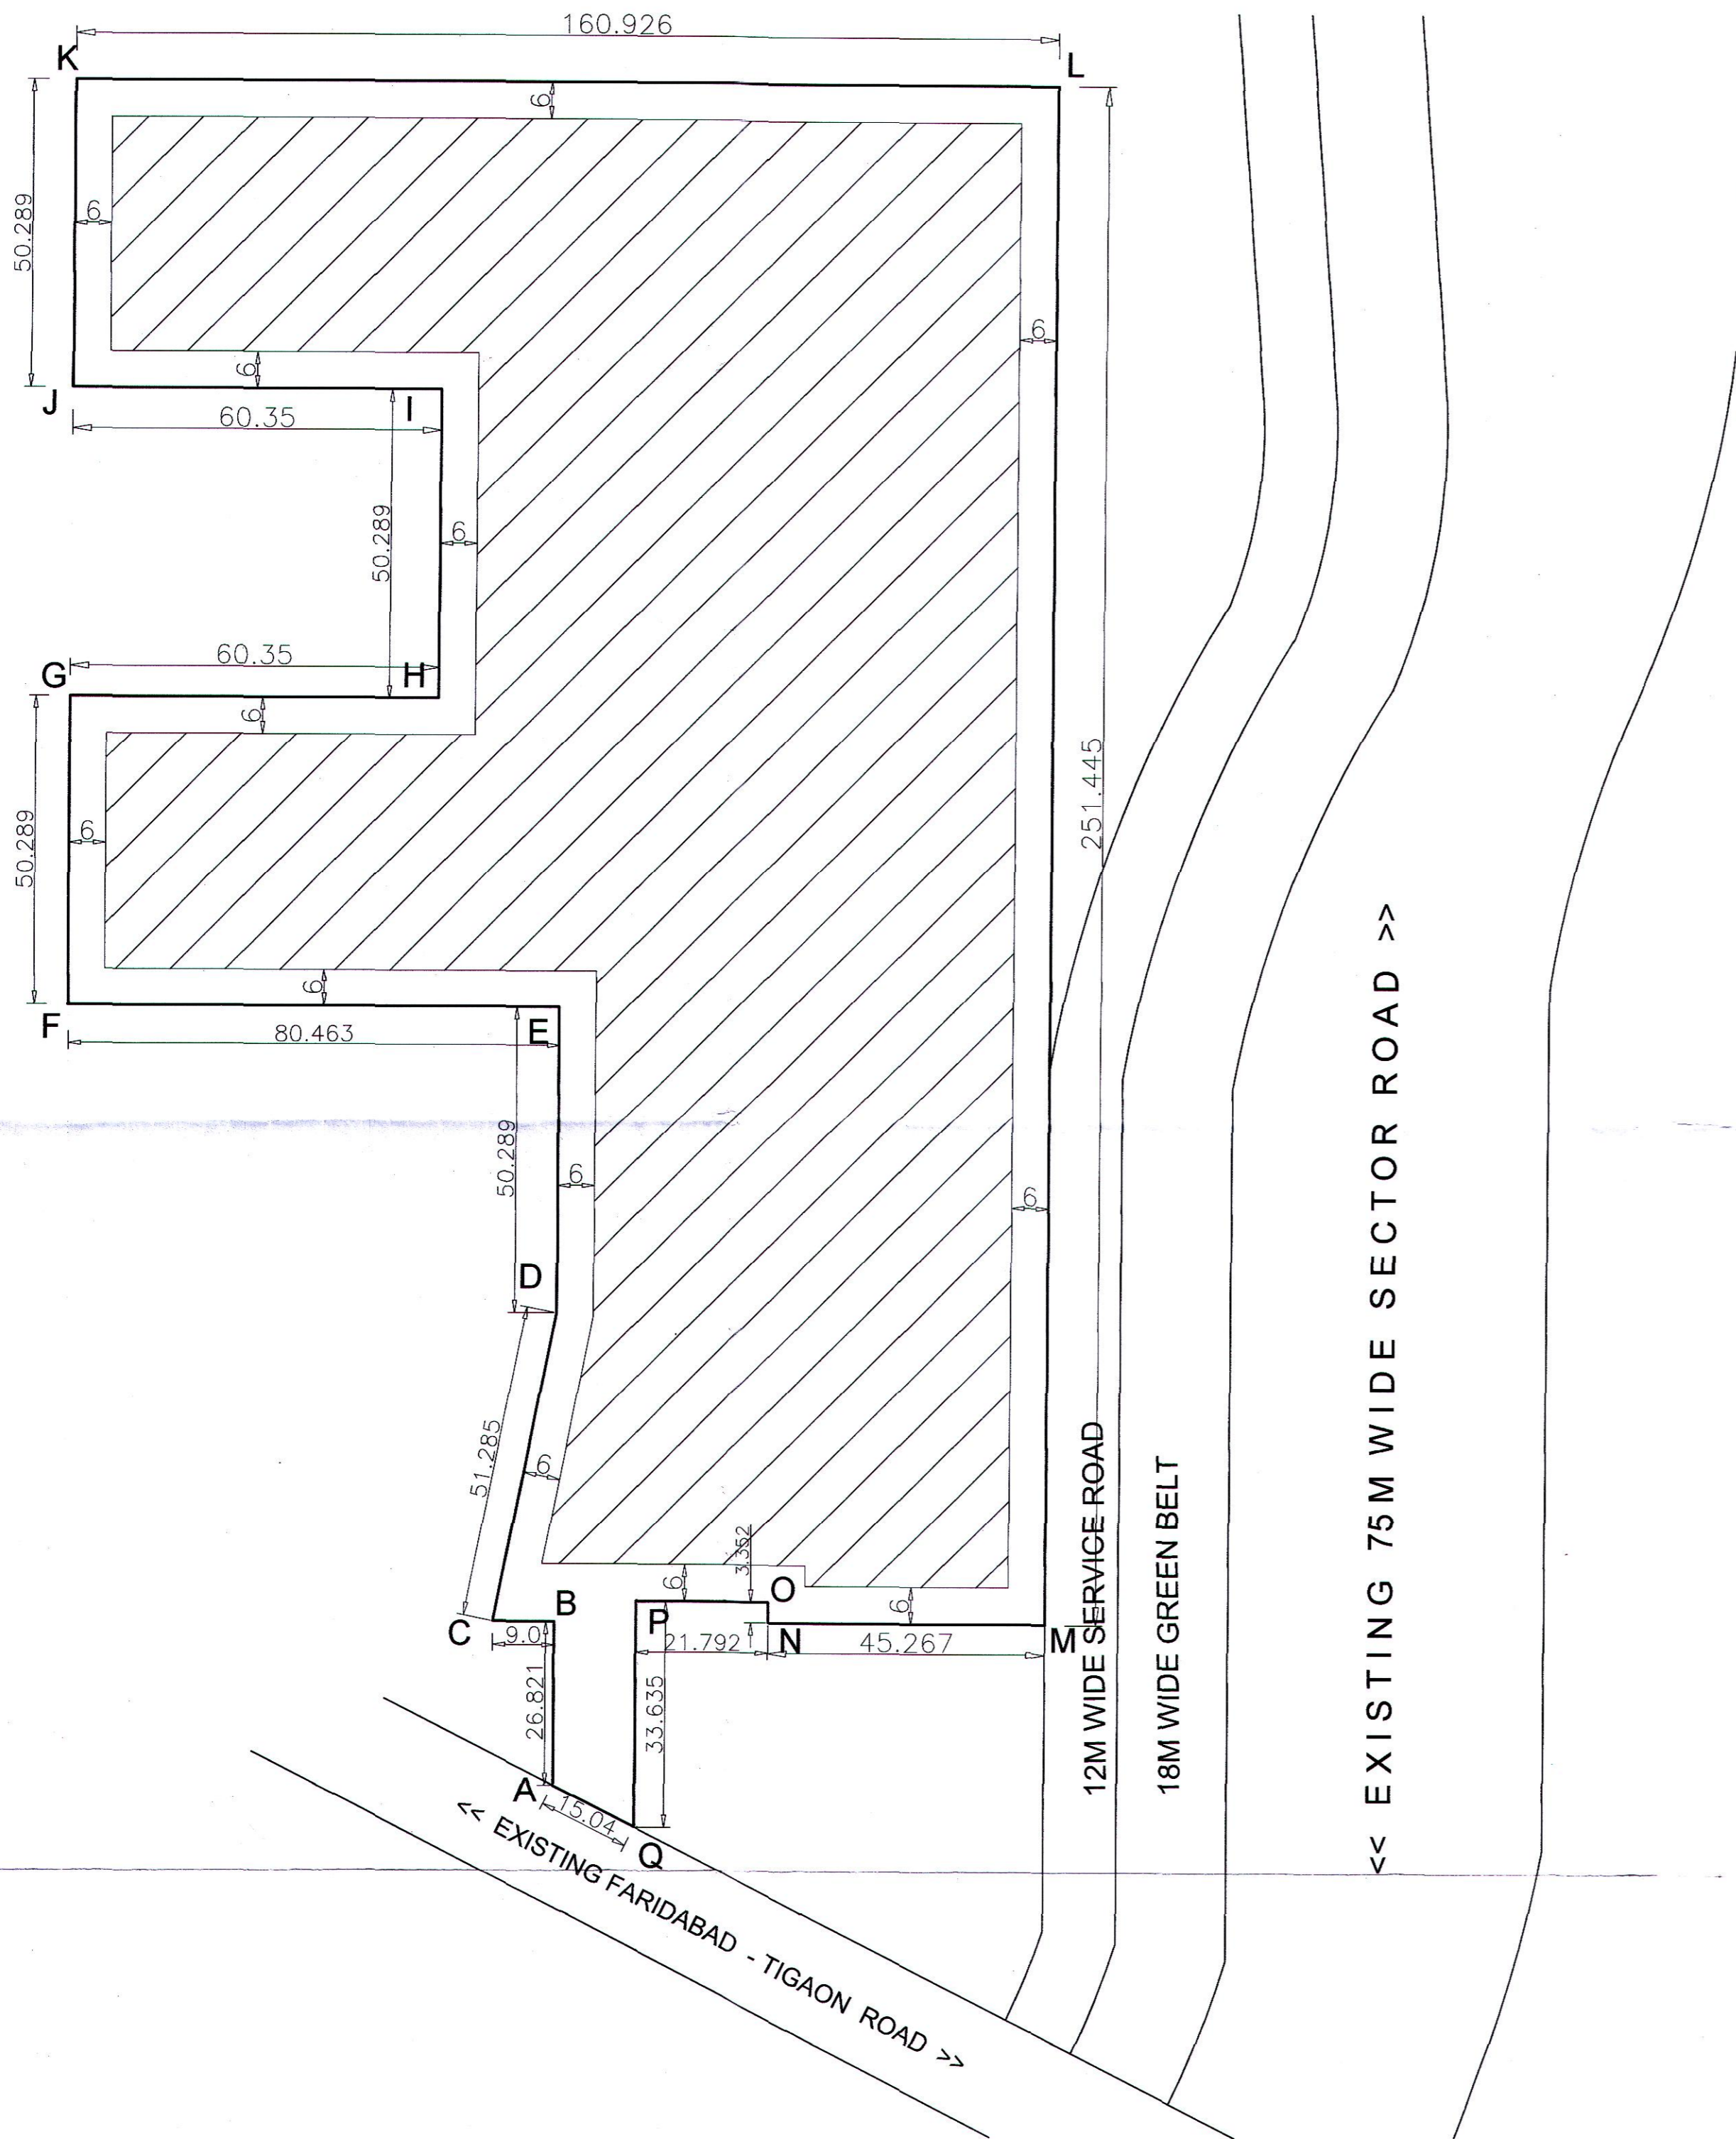 160.926
K
L
6
50.289
6
6
6
J
I
60.35
50.289
6
60.35
G
H
6
251.445
50.289
6
6
F
E
80.463
50.289
6
6
D
51.285
6
3.352
6
O
6
B
P
C
9.0
21.792
N
45.267
M
26.821
33.635
A
15.04
Q
12M WIDE SERVICE ROAD
18M WIDE GREEN BELT
<< EXISTING 75M WIDE SECTOR ROAD >>
<< EXISTING FARIDABAD - TIGAON ROAD >>